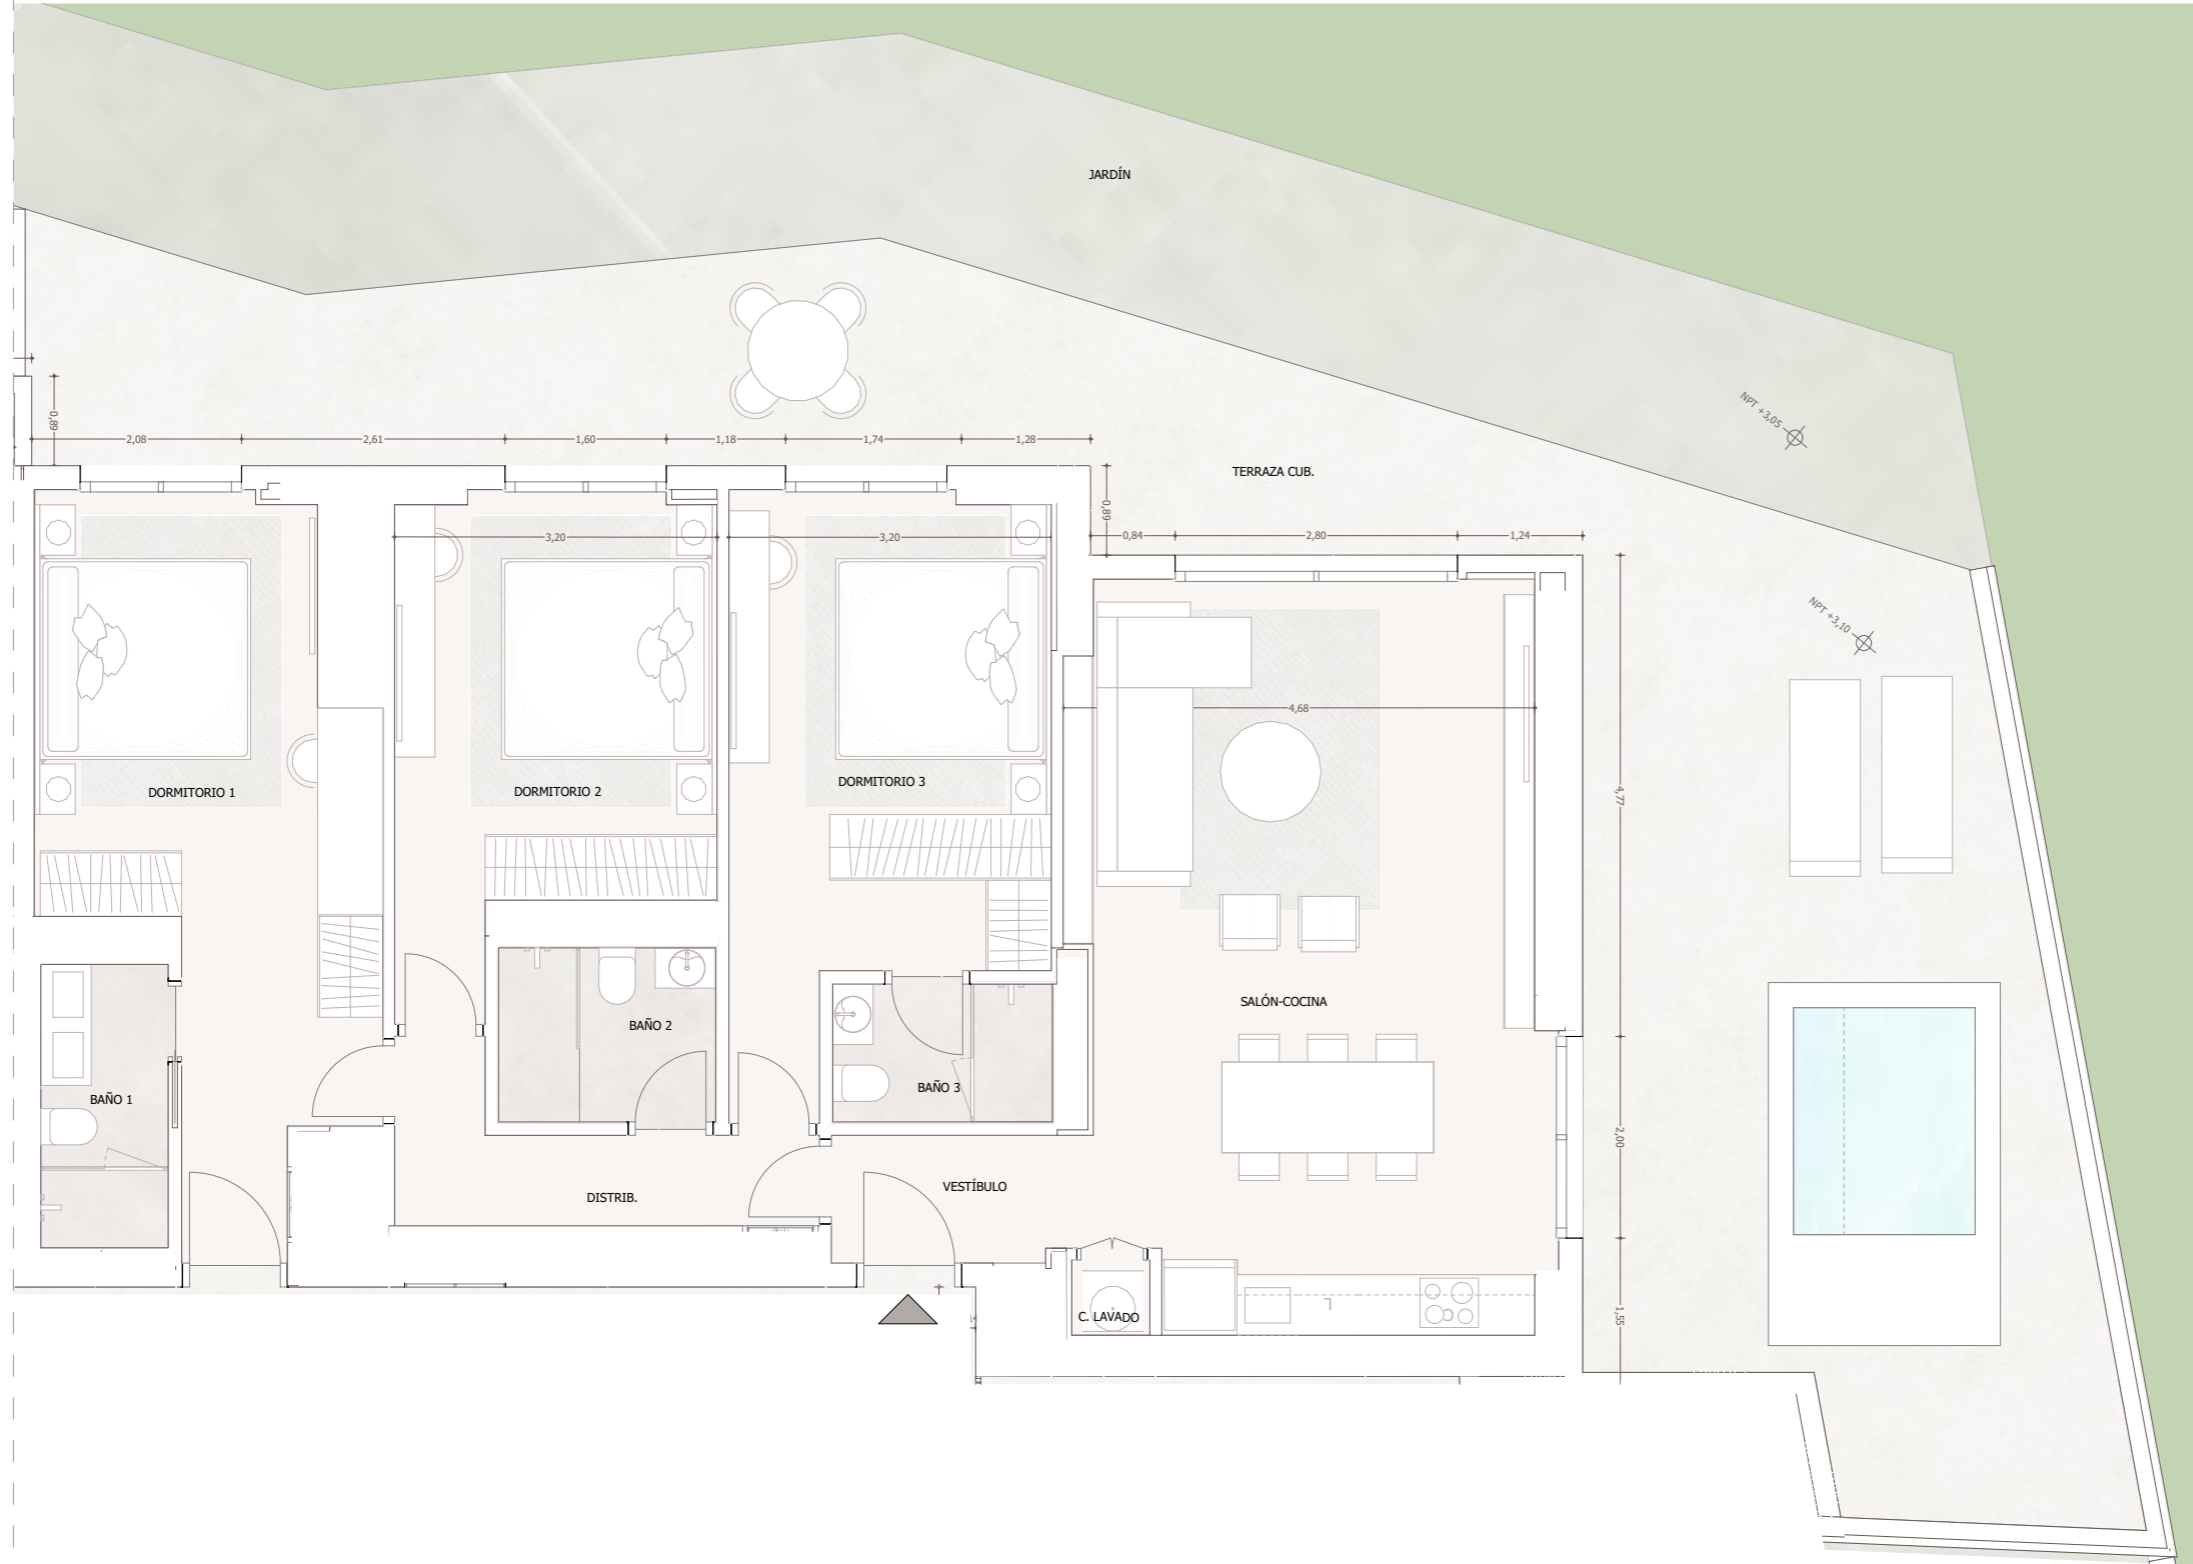 JARDÍN
NPT +3,05
0,89
2,08
2,61
1,60
1,18
1,74
1,28
TERRAZA CUB.
0,89
3,20
3,20
0,84
2,80
1,24
NPT +3,10
4,68
DORMITORIO 1
DORMITORIO 2
DORMITORIO 3
4,77
SALÓN-COCINA
BAÑO 2
BAÑO 3
BAÑO 1
2,00
VESTÍBULO
DISTRIB.
C. LAVADO
1,55